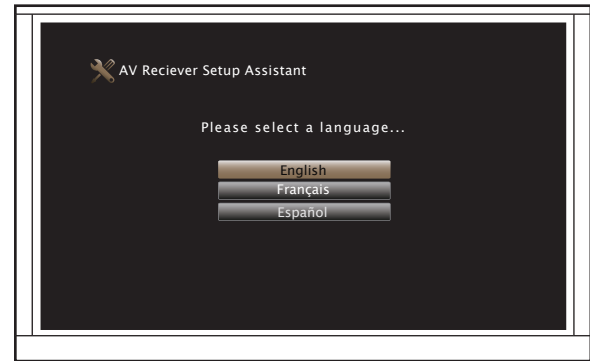 AV Reciever Setup Assistant
Please select a language...
English
Français
Español